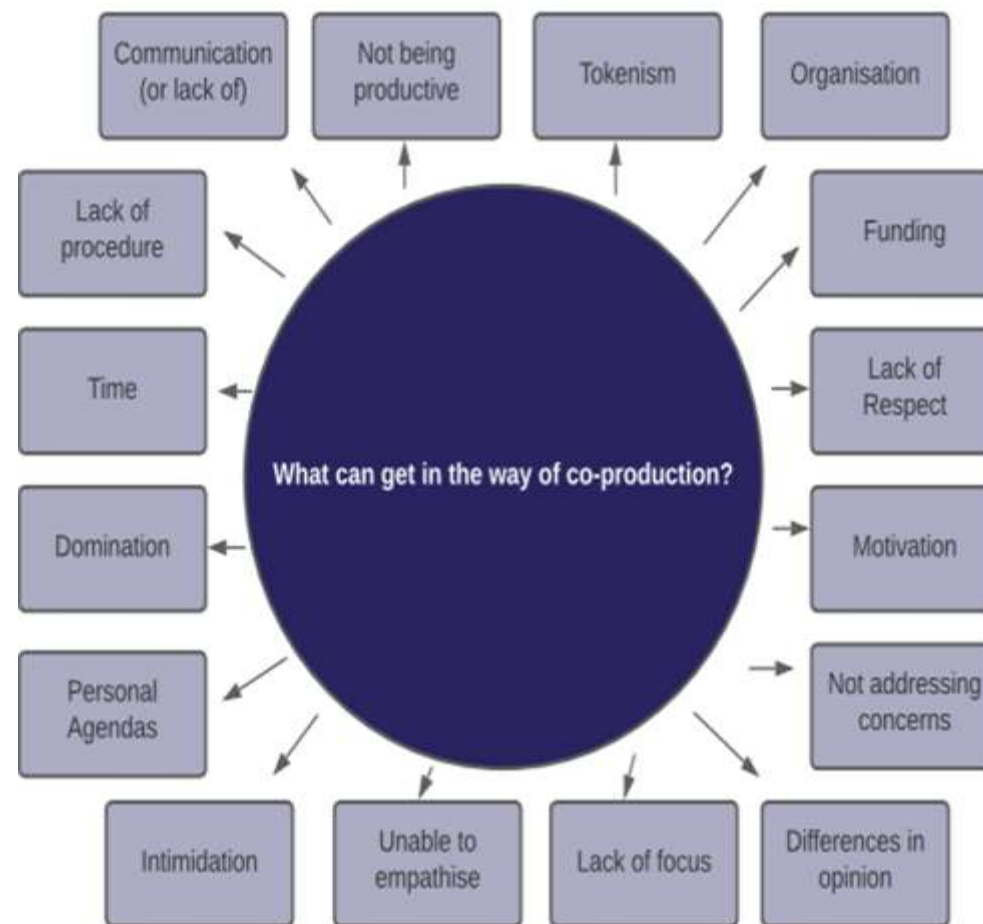 Communication
(or lack of)
Not being
productive
Tokenism
Organisation
Lack of
procedure
Funding
Time
Lack of
Respect
What can get in the way of co-production?
Domination
Motivation
Personal
Agendas
Not addressing
concerns
Intimidation
Unable to
empathise
Lack of focus
Differences in
opinion